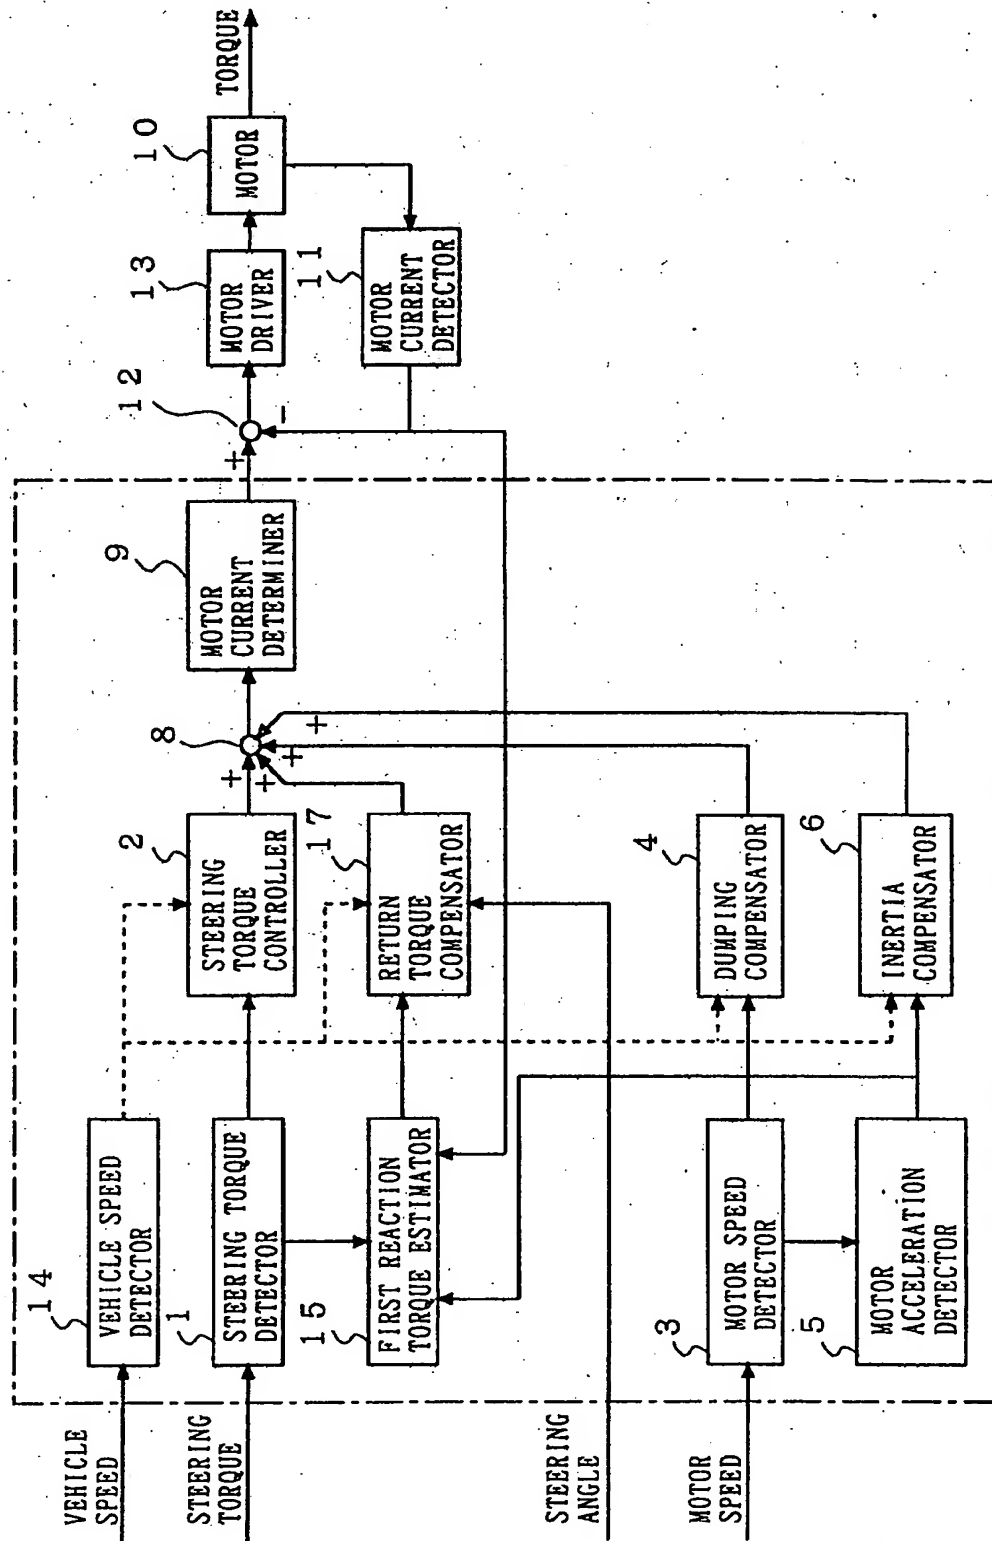 VEHICLE
SPEED
STEERING
TORQUE
STEERING
ANGLE
MOTOR
SPEED
14
VEHICLE SPEED
DETECTOR
1
STEERING TORQUE
DETECTOR
15
FIRST REACTION
TORQUE ESTIMATOR
3
MOTOR SPEED
DETECTOR
5
MOTOR
ACCELERATION
DETECTOR
2
STEERING
TORQUE
CONTROLLER
17
RETURN
TORQUE
COMPENSATOR
4
DUMPING
COMPENSATOR
6
INERTIA
COMPENSATOR
8
+
+
+
+
9
MOTOR
CURRENT
DETERMINER
12
+
-
13
MOTOR
DRIVER
10
MOTOR
11
MOTOR
CURRENT
DETECTOR
TORQUE